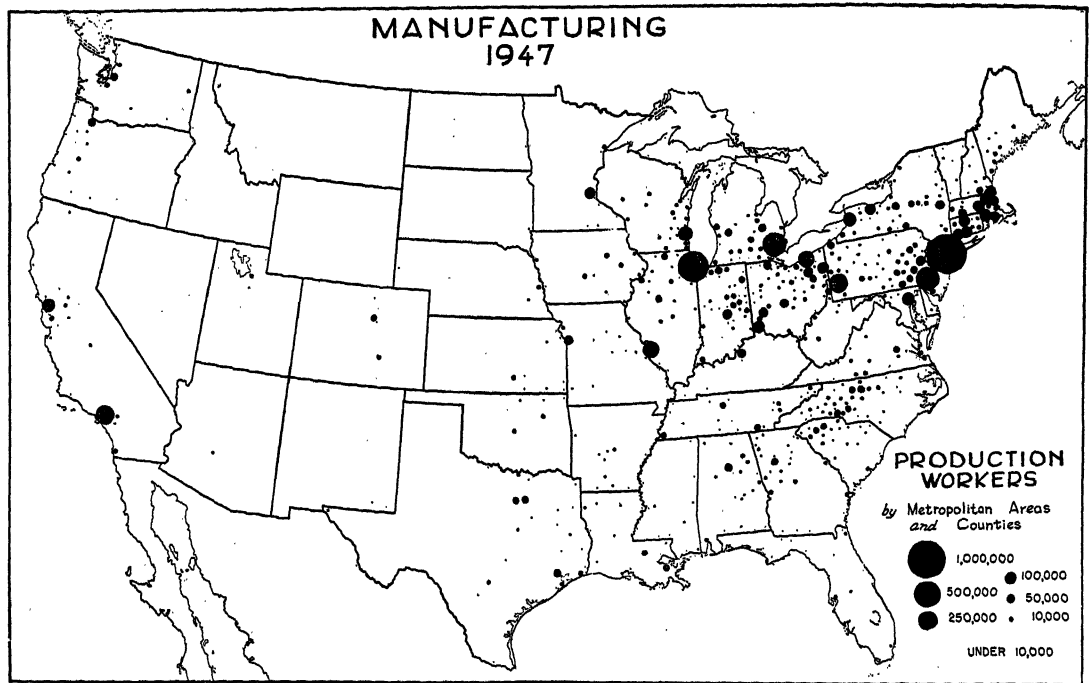 MANUFACTURING
1947
PRODUCTION
WORKERS
by Metropolitan Areas
and Counties
1,000,000
100,000
500,000
50,000
250,000
10,000
UNDER 10,000